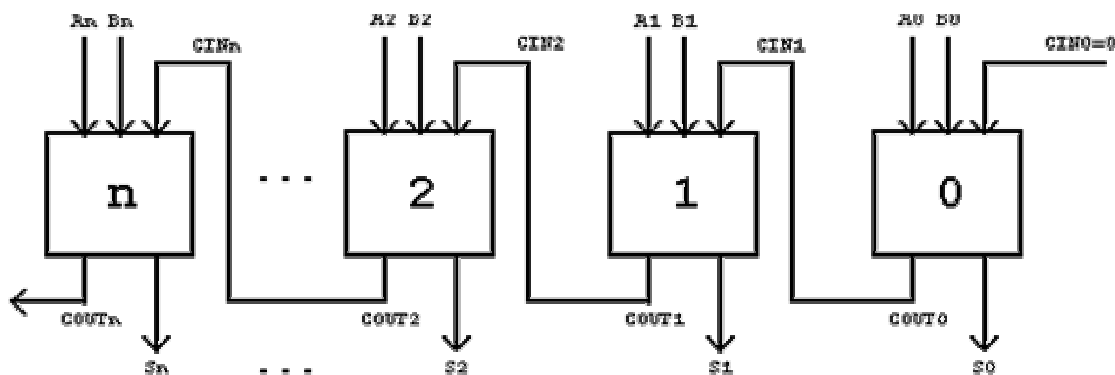 An Bn A2 B2 A1 B1 A0 B0
CINn CIN2 CIN1 CIN0=0
n ... 2 1 0
COUTn COUT2 COUT1 COUT0
Sn ... S2 S1 S0